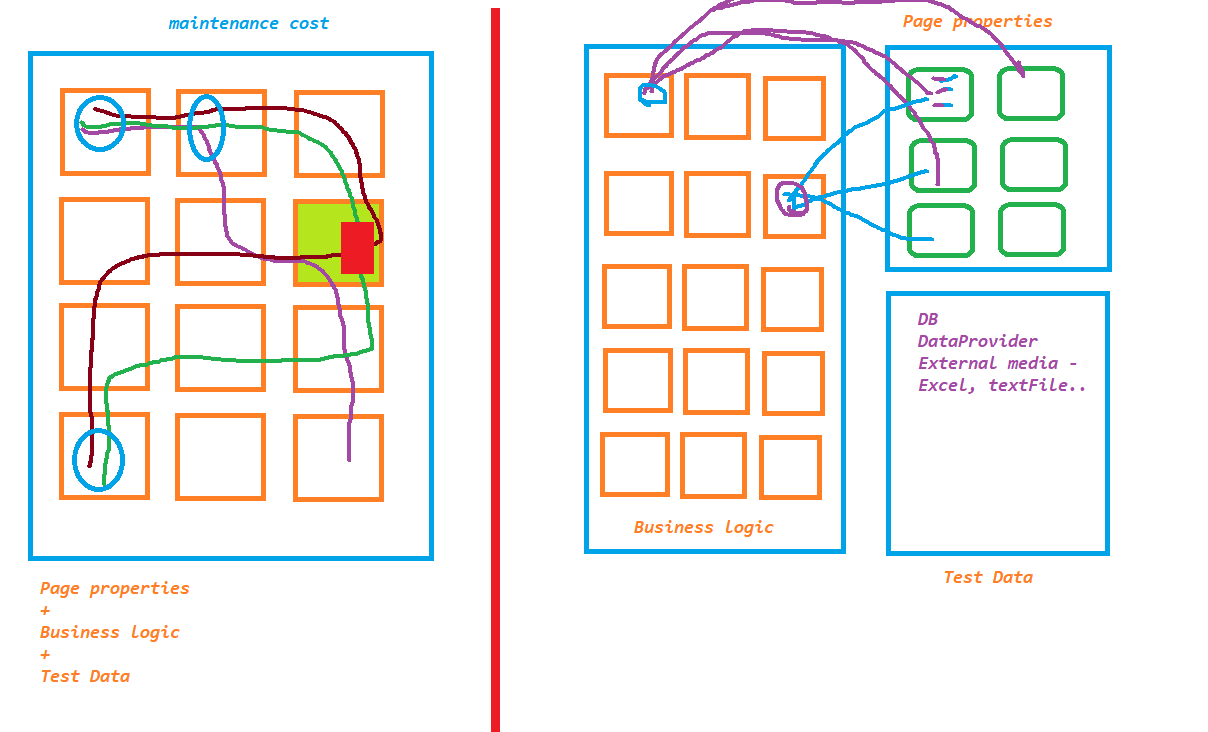 maintenance cost
Page properties
+
Business logic
+
Test Data
Page properties
DB
DataProvider
External media -
Excel, textFile..
Business logic
Test Data